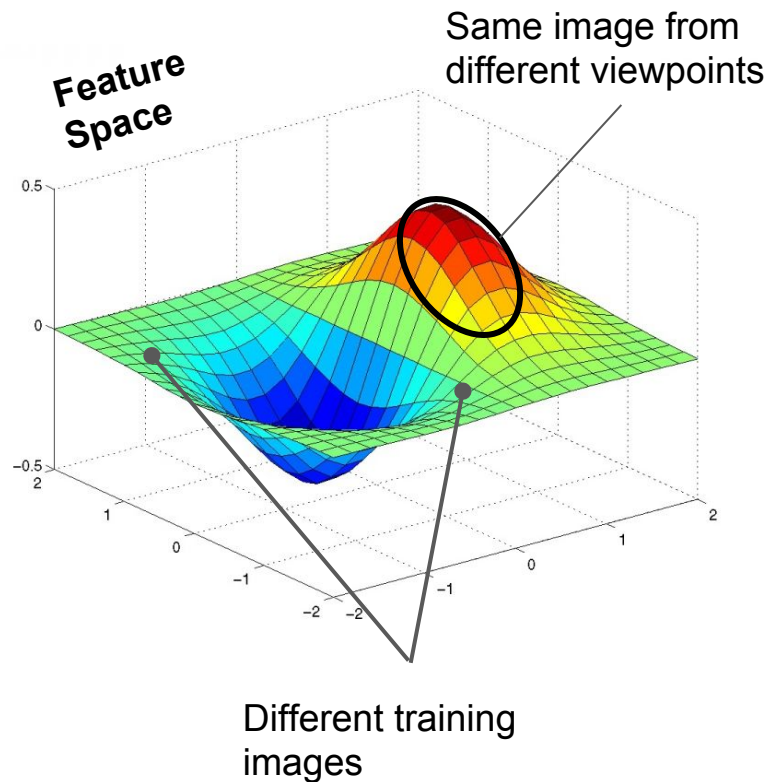 Same image from
different viewpoints
Feature
Space
0.5
0
−0.5
2
1
0
−1
−2
−2
−1
0
1
2
Different training
images